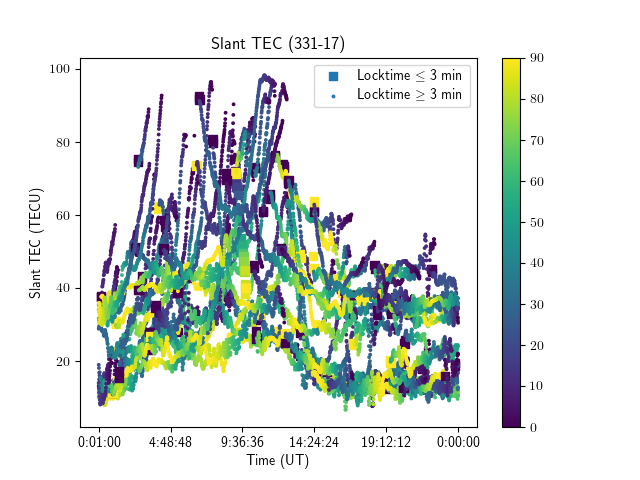 Slant TEC (331-17)
Locktime ≤ 3 min
Locktime ≥ 3 min
Slant TEC (TECU)
100
80
60
40
20
0:01:00 4:48:48 9:36:36 14:24:24 19:12:12 0:00:00
Time (UT)
90
80
70
60
50
40
30
20
10
0